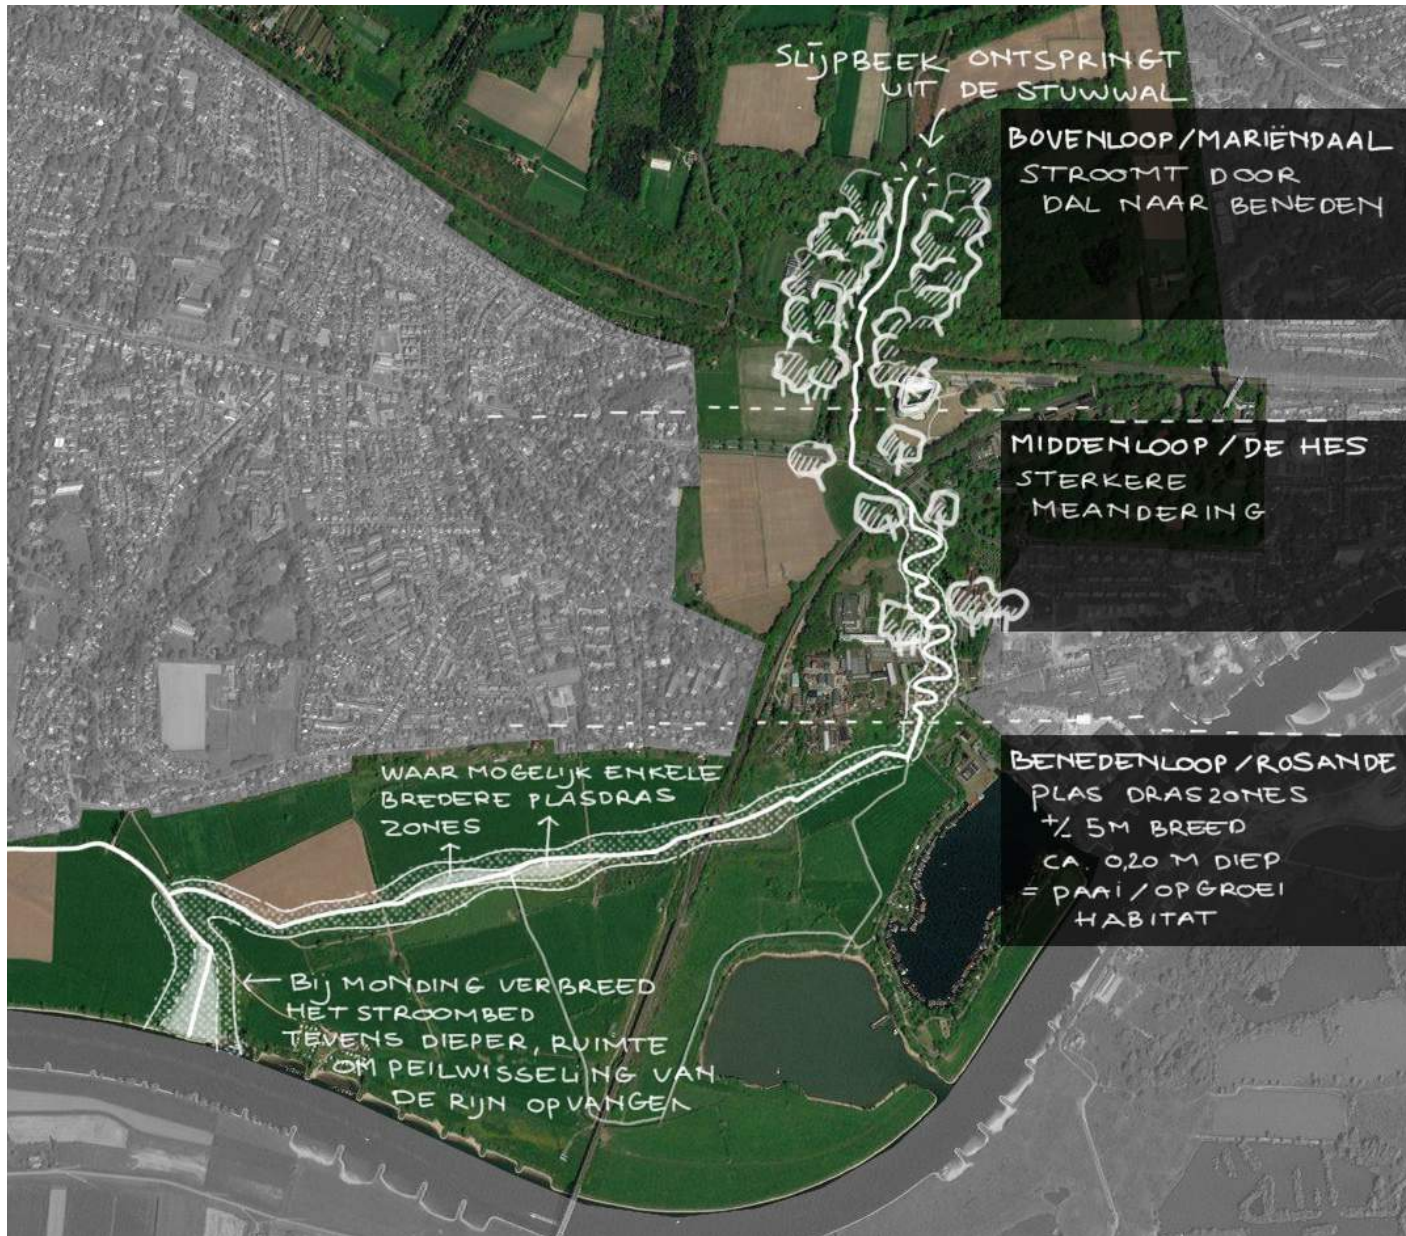 SLIJPBEEK ONTSPRINGT
UIT DE STUWWAL
BOVENLOOP/MARIËNDAAL
STROOMT DOOR
DAL NAAR BENEDEN
MIDDENLOOP/DE HES
STERKERE
MEANDERING
BENEDENLOOP/ROSANDE
PLAS DRASZONES
+/- 5M BREED
CA. 0,20 M DIEP
= PAAI/OPGROEI
HABITAT
WAAR MOGELIJK ENKELE
BREDERE PLASDRAS
ZONES
BIJ MONDING VERBREED
HET STROOMBED
TEVENS DIEPER, RUIMTE
OM PEILWISSELING VAN
DE RIJN OPVANGEN